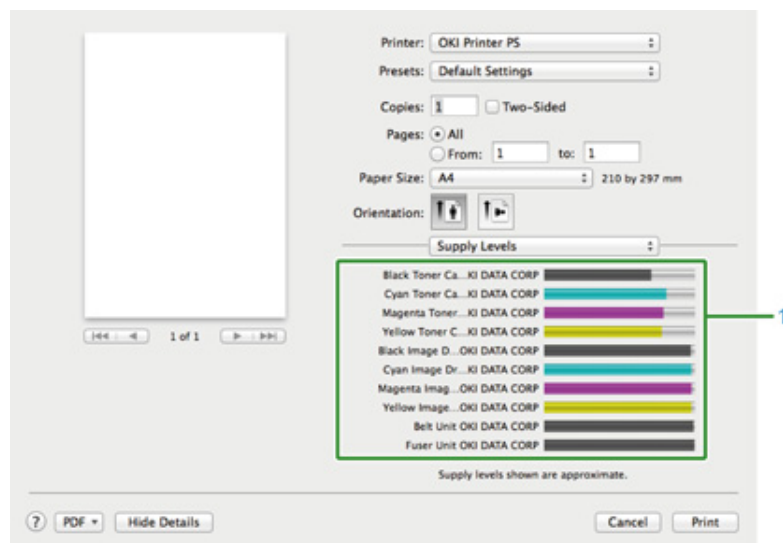 Printer: OKI Printer PS
Presets: Default Settings
Copies: 1 Two-Sided
Pages: All
From: 1 to: 1
Paper Size: A4 210 by 297 mm
Orientation:
Supply Levels
Black Toner Ca...KI DATA CORP
Cyan Toner Ca...KI DATA CORP
Magenta Toner...KI DATA CORP
Yellow Toner C...KI DATA CORP
Black Image D...OKI DATA CORP
Cyan Image Dr...KI DATA CORP
Magenta Imag...OKI DATA CORP
Yellow Image...OKI DATA CORP
Belt Unit OKI DATA CORP
Fuser Unit OKI DATA CORP
1
1 of 1
Supply levels shown are approximate.
? PDF Hide Details Cancel Print